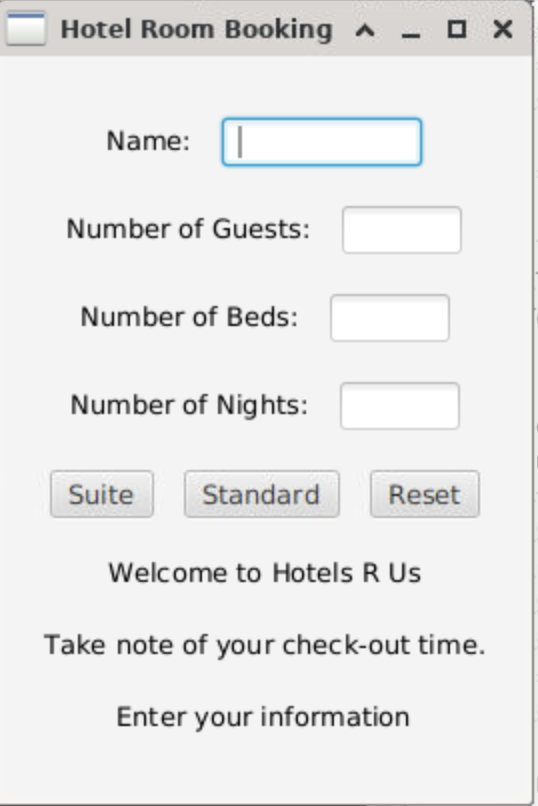 Hotel Room Booking
Name:
Number of Guests:
Number of Beds:
Number of Nights:
Suite Standard Reset
Welcome to Hotels R Us
Take note of your check-out time.
Enter your information